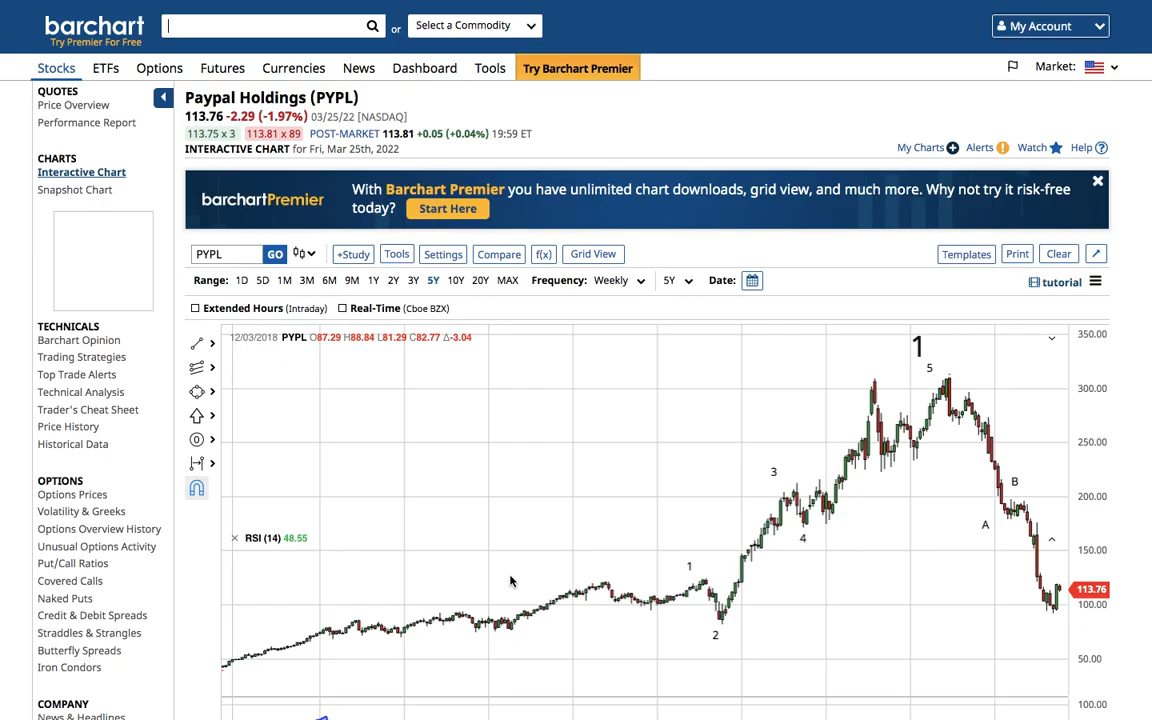 barchart
Try Premier For Free
or
Select a Commodity
My Account
Stocks ETFs Options Futures Currencies News Dashboard Tools Try Barchart Premier Market:
QUOTES
Price Overview
Performance Report
CHARTS
Interactive Chart
Snapshot Chart
TECHNICALS
Barchart Opinion
Trading Strategies
Top Trade Alerts
Technical Analysis
Trader's Cheat Sheet
Price History
Historical Data
OPTIONS
Options Prices
Volatility & Greeks
Options Overview History
Unusual Options Activity
Put/Call Ratios
Covered Calls
Naked Puts
Credit & Debit Spreads
Straddles & Strangles
Butterfly Spreads
Iron Condors
COMPANY
News & Headlines
Paypal Holdings (PYPL)
113.76 -2.29 (-1.97%) 03/25/22 [NASDAQ]
113.75 x 3 113.81 x 89 POST-MARKET 113.81 +0.05 (+0.04%) 19:59 ET
INTERACTIVE CHART for Fri, Mar 25th, 2022
My Charts Alerts Watch Help
barchartPremier
With Barchart Premier you have unlimited chart downloads, grid view, and much more. Why not try it risk-free
today? Start Here
PYPL GO +Study Tools Settings Compare f(x) Grid View Templates Print Clear
Range: 1D 5D 1M 3M 6M 9M 1Y 2Y 3Y 5Y 10Y 20Y MAX Frequency: Weekly 5Y Date:
tutorial
Extended Hours (Intraday) Real-Time (Cboe BZX)
12/03/2018 PYPL O87.29 H88.84 L81.29 C82.77 Δ-3.04
350.00
1
5
300.00
250.00
3
B
200.00
A
4
RSI (14) 48.55
150.00
1
113.76
100.00
2
50.00
100.00